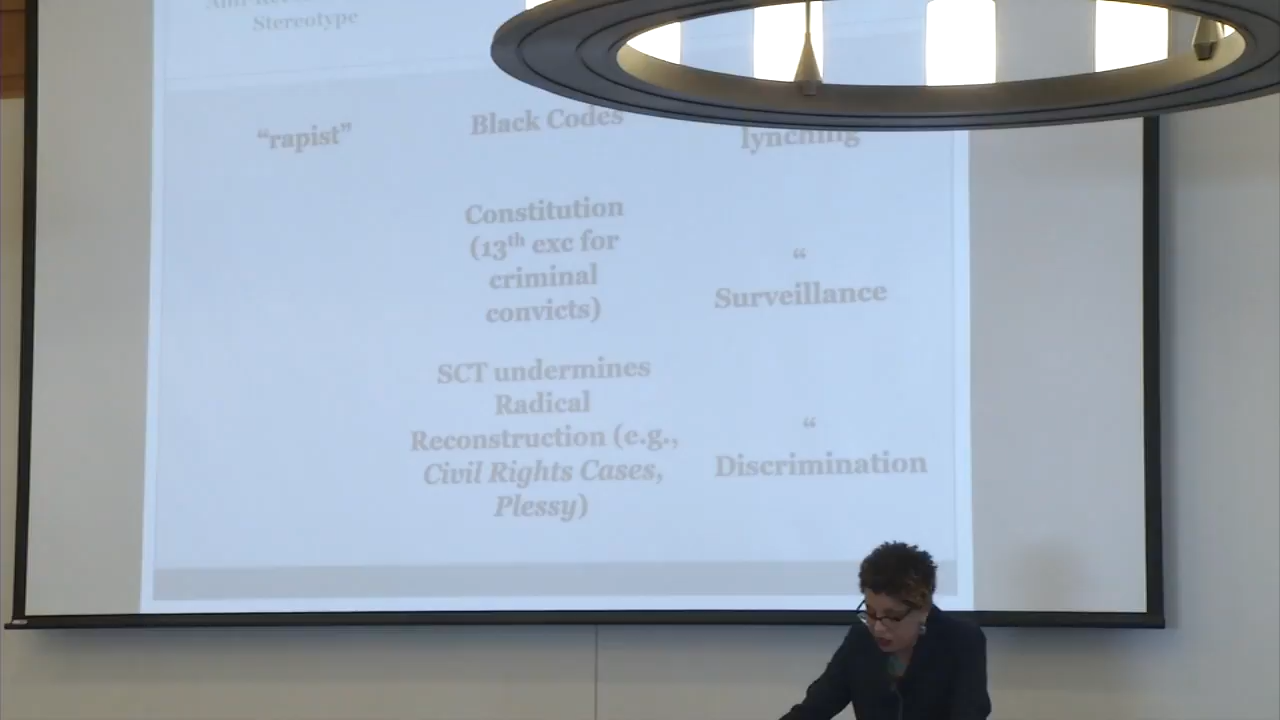 Stereotype
“rapist”
Black Codes
lynching
Constitution
(13th exc for
criminal
convicts)
“
Surveillance
SCT undermines
Radical
Reconstruction (e.g.,
Civil Rights Cases,
Plessy)
“
Discrimination